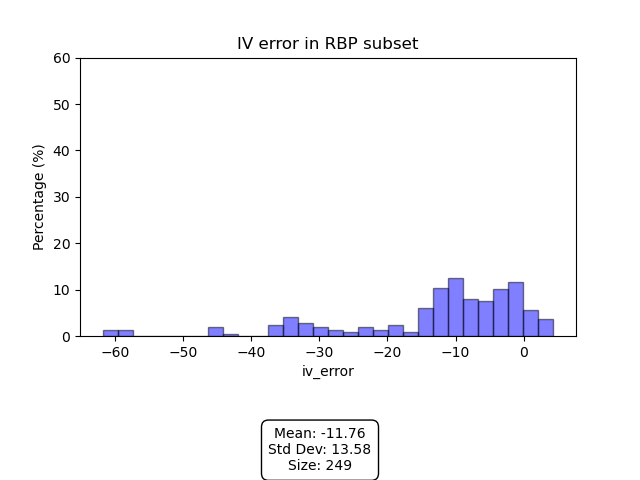 IV error in RBP subset
60
50
40
30
20
10
0
Percentage (%)
−60
−50
−40
−30
−20
−10
0
iv_error
Mean: -11.76
Std Dev: 13.58
Size: 249